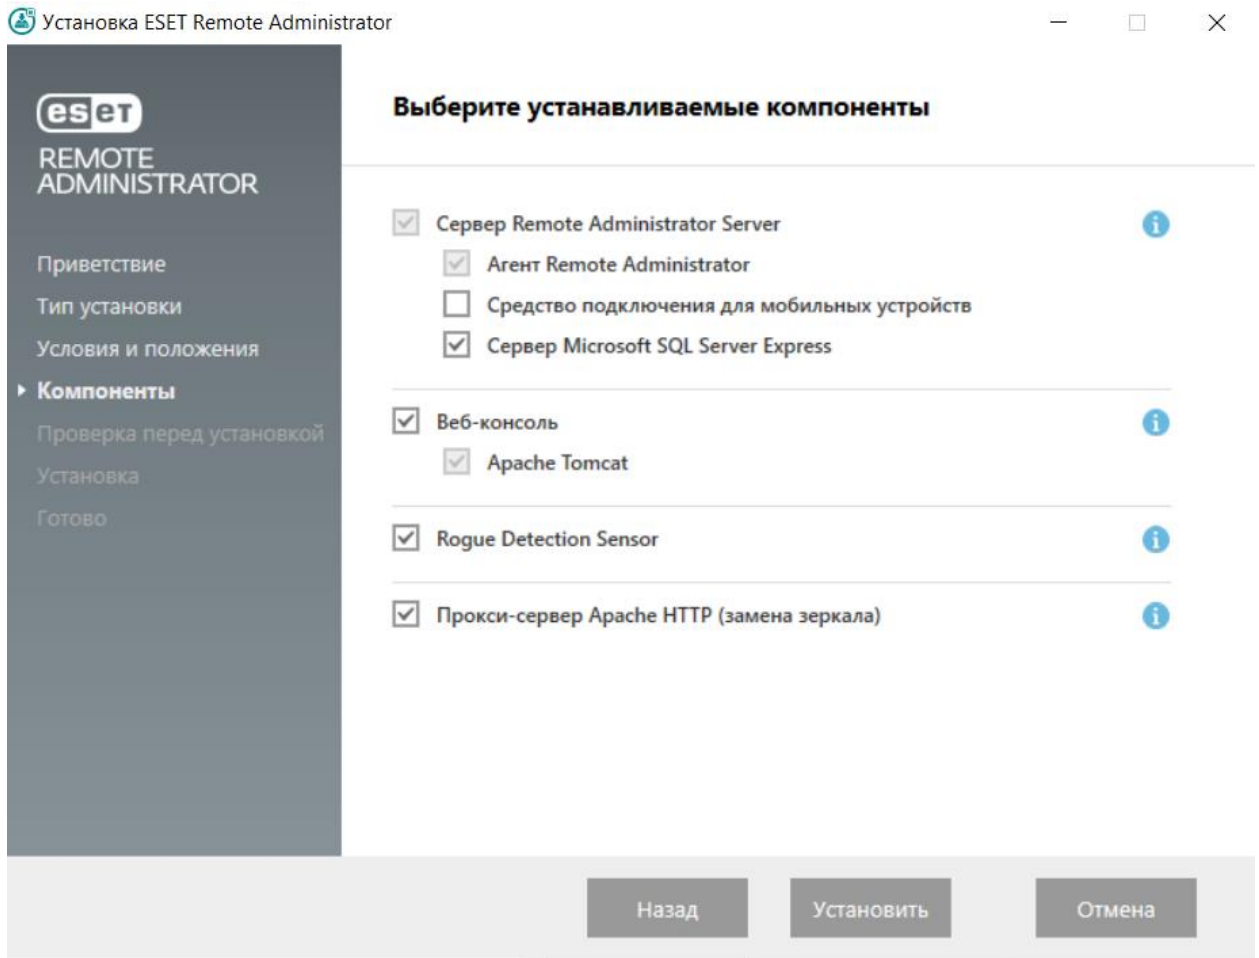 Установка ESET Remote Administrator
eset
REMOTE
ADMINISTRATOR
Приветствие
Тип установки
Условия и положения
Компоненты
Проверка перед установкой
Установка
Готово
Выберите устанавливаемые компоненты
Сервер Remote Administrator Server
Агент Remote Administrator
Средство подключения для мобильных устройств
Сервер Microsoft SQL Server Express
Веб-консоль
Apache Tomcat
Rogue Detection Sensor
Прокси-сервер Apache HTTP (замена зеркала)
Назад
Установить
Отмена